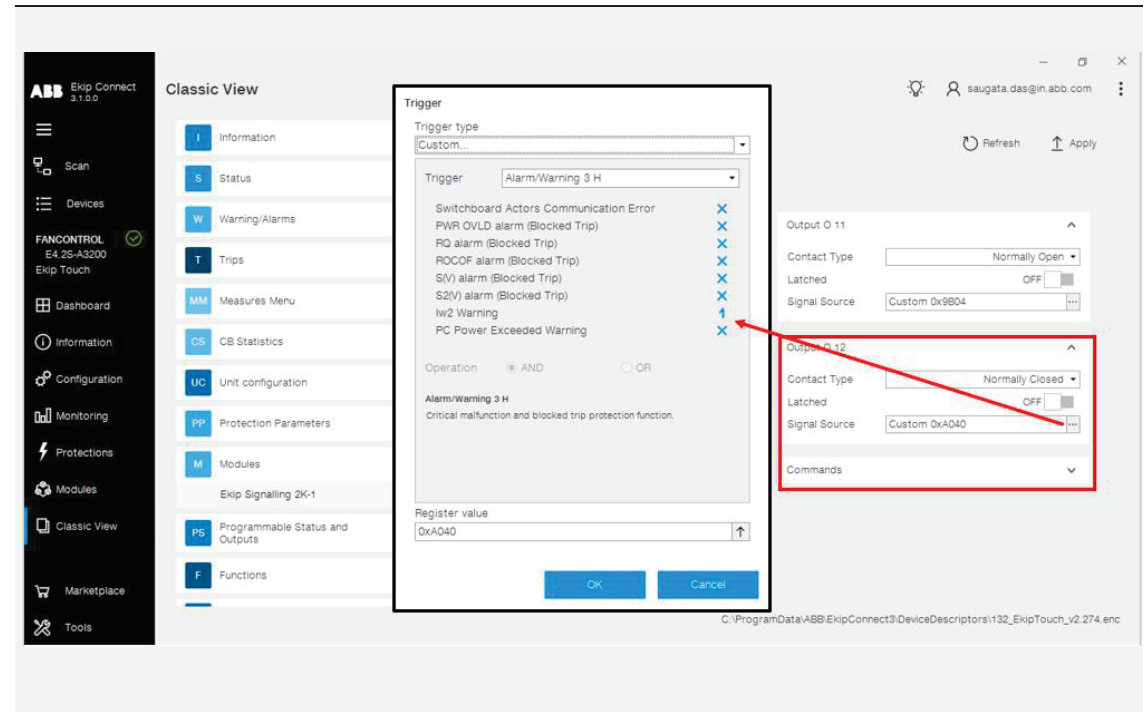 ABB Ekip Connect
3.1.0.0
Classic View
saugata.das@in.abb.com
Scan
Devices
FANCONTROL
E4.2S-A3200
Ekip Touch
Dashboard
Information
Configuration
Monitoring
Protections
Modules
Classic View
Marketplace
Tools
I Information
S Status
W Warning/Alarms
T Trips
MM Measures Menu
CS CB Statistics
UC Unit configuration
PP Protection Parameters
M Modules
Ekip Signalling 2K-1
PS Programmable Status and
Outputs
F Functions
Trigger
Trigger type
Custom...
Trigger Alarm/Warning 3 H
Switchboard Actors Communication Error X
PWR OVLD alarm (Blocked Trip) X
RQ alarm (Blocked Trip) X
ROCOF alarm (Blocked Trip) X
S(V) alarm (Blocked Trip) X
S2(V) alarm (Blocked Trip) X
Iw2 Warning 1
PC Power Exceeded Warning X
Operation AND OR
Alarm/Warning 3 H
Critical malfunction and blocked trip protection function.
Register value
0xA040
OK Cancel
Refresh Apply
Output O 11
Contact Type Normally Open
Latched OFF
Signal Source Custom 0x9B04 ...
Output O 12
Contact Type Normally Closed
Latched OFF
Signal Source Custom 0xA040 ...
Commands
C:\ProgramData\ABB\EkipConnect3\DeviceDescriptors\132_EkipTouch_v2.274.enc